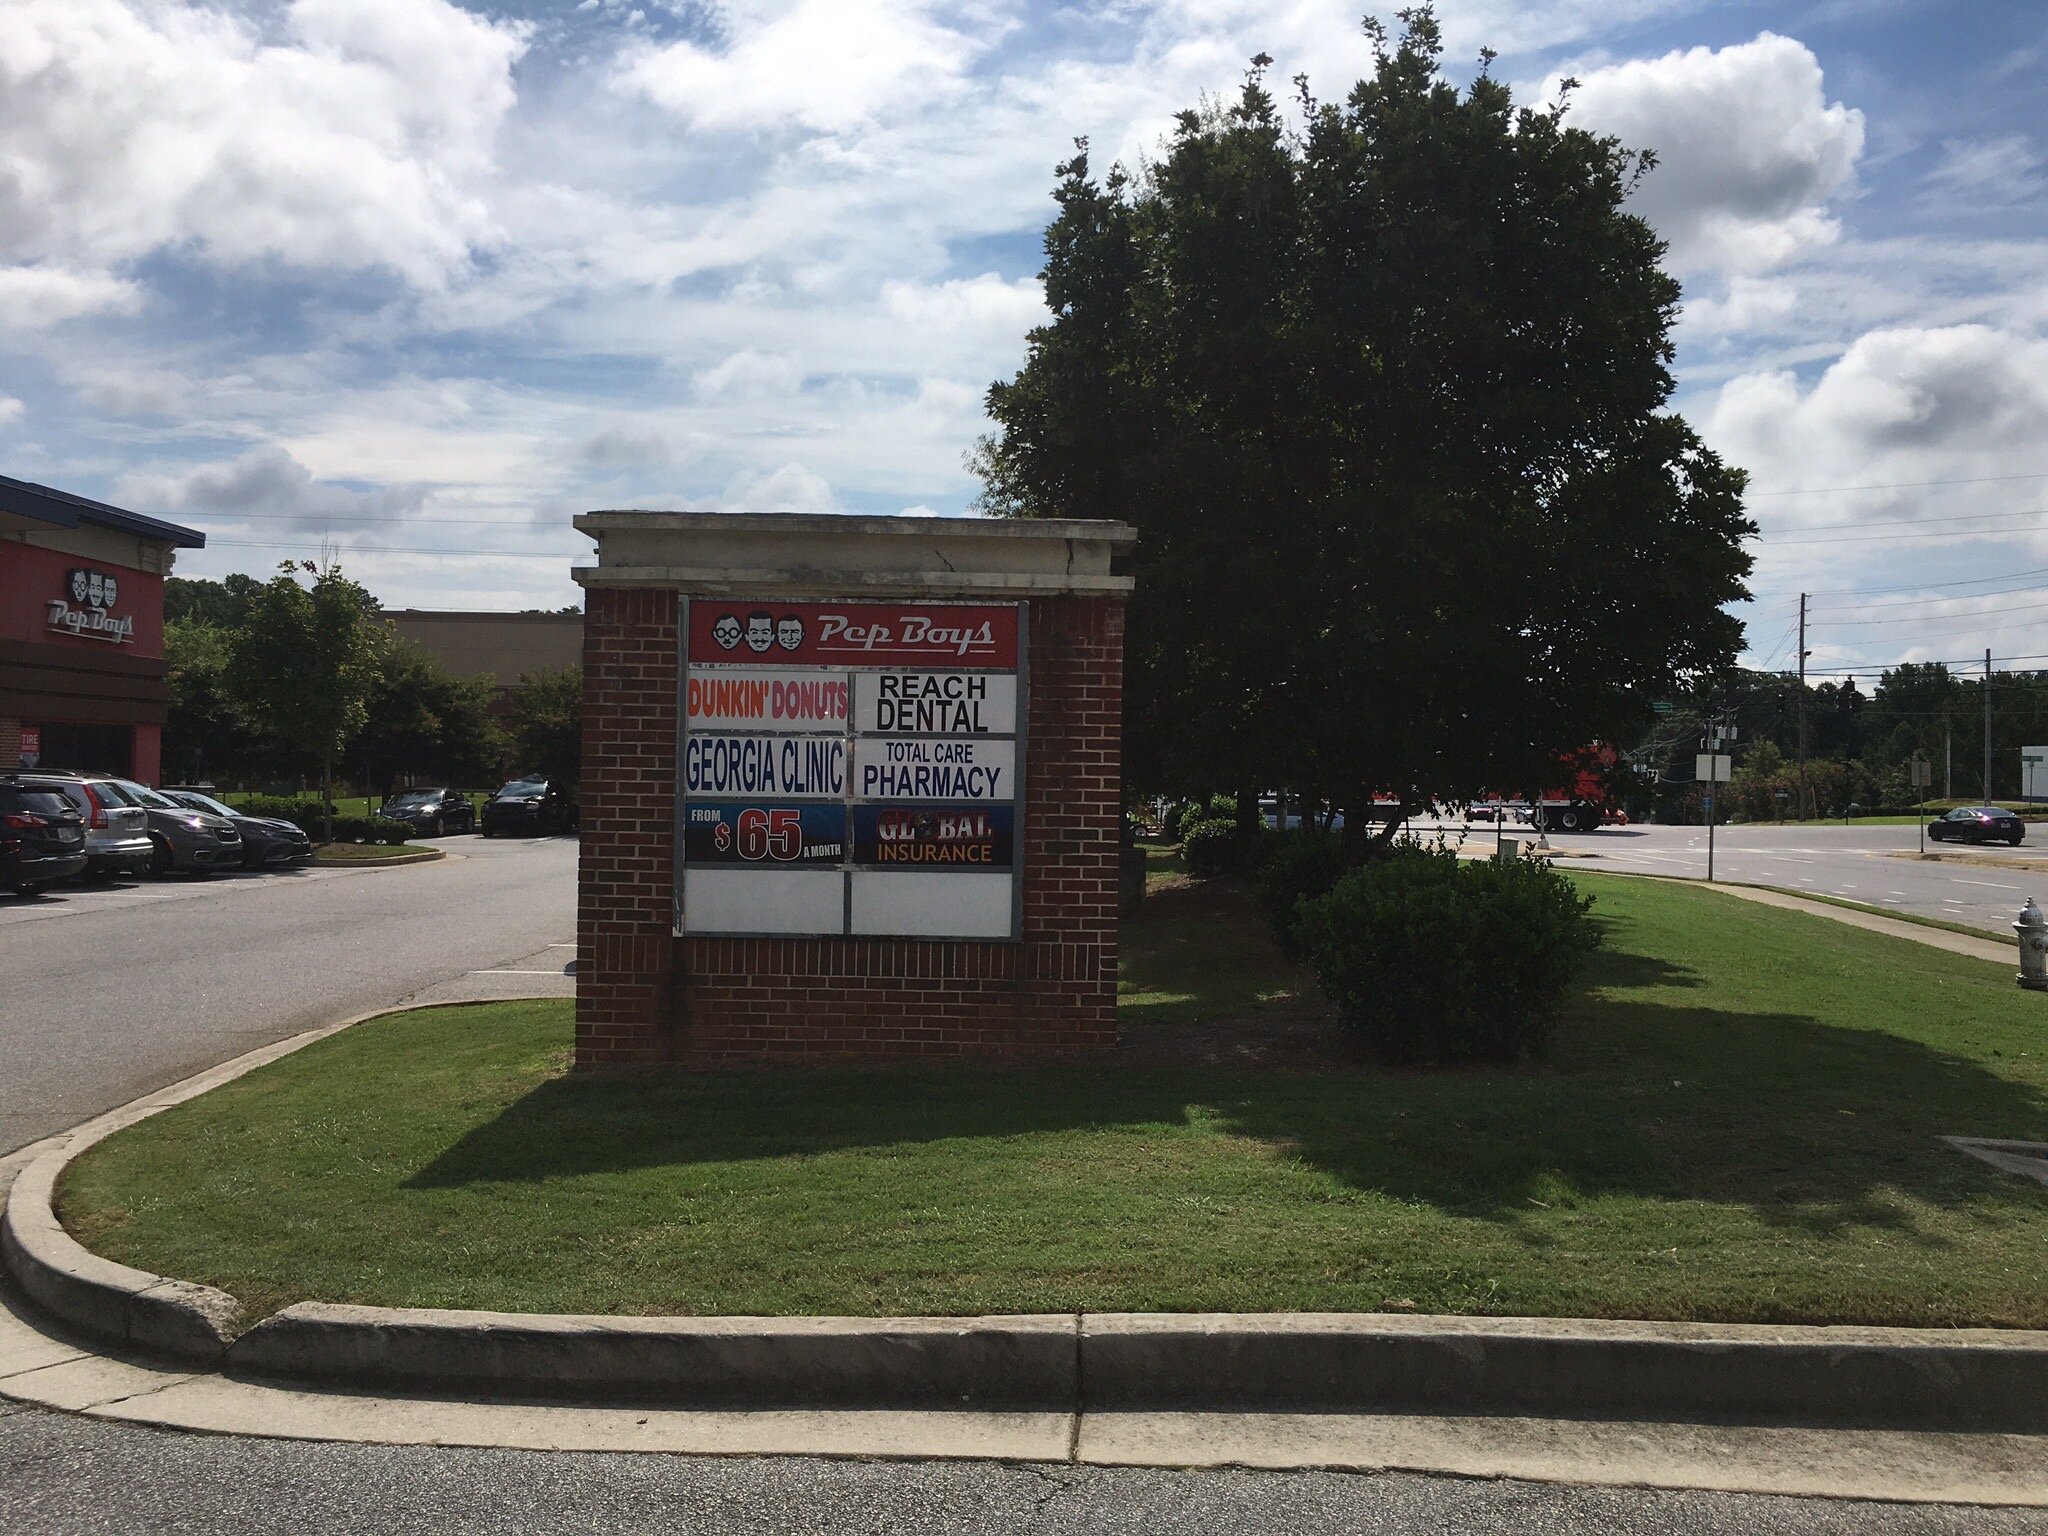 Pep Boys
TIRE
Pep Boys
DUNKIN' DONUTS
REACH
DENTAL
GEORGIA CLINIC
TOTAL CARE
PHARMACY
FROM
$65
A MONTH
GLOBAL
INSURANCE